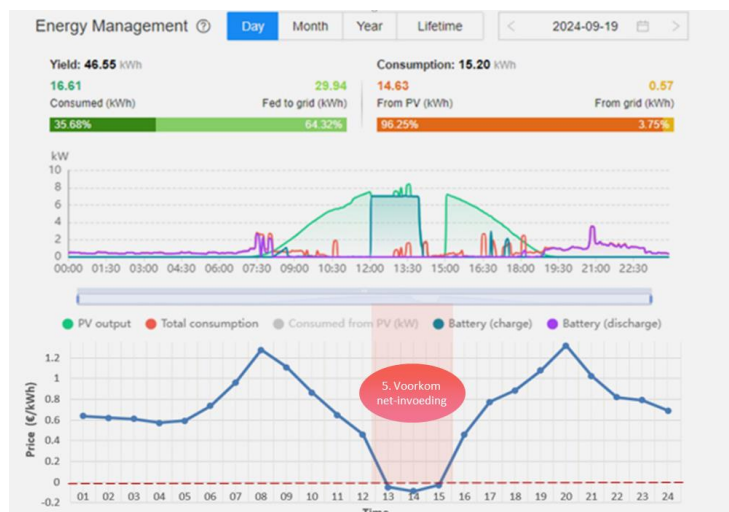 Energy Management Day Month Year Lifetime < 2024-09-19 >
Yield: 46.55 kWh Consumption: 15.20 kWh
16.61 29.94 14.63 0.57
Consumed (kWh) Fed to grid (kWh) From PV (kWh) From grid (kWh)
35.68% 64.32% 96.25% 3.75%
kW
10
8
6
4
2
0
00:00 01:30 03:00 04:30 06:00 07:30 09:00 10:30 12:00 13:30 15:00 16:30 18:00 19:30 21:00 22:30
PV output Total consumption Consumed from PV (kW) Battery (charge) Battery (discharge)
Price (€/kWh)
1.2
1
0.8
0.6
0.4
0.2
0
-0.2
5. Voorkom
net-invoeding
01 02 03 04 05 06 07 08 09 10 11 12 13 14 15 16 17 18 19 20 21 22 23 24